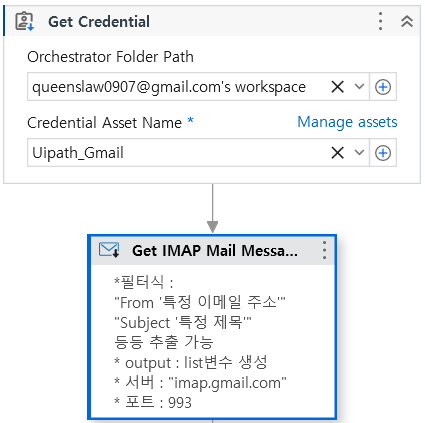 Get Credential
Orchestrator Folder Path
queenslaw0907@gmail.com's workspace
Credential Asset Name *
Manage assets
Uipath_Gmail
Get IMAP Mail Messa...
*필터식 :
"From '특정 이메일 주소'"
"Subject '특정 제목'"
등등 추출 가능
* output : list변수 생성
* 서버 : "imap.gmail.com"
* 포트 : 993